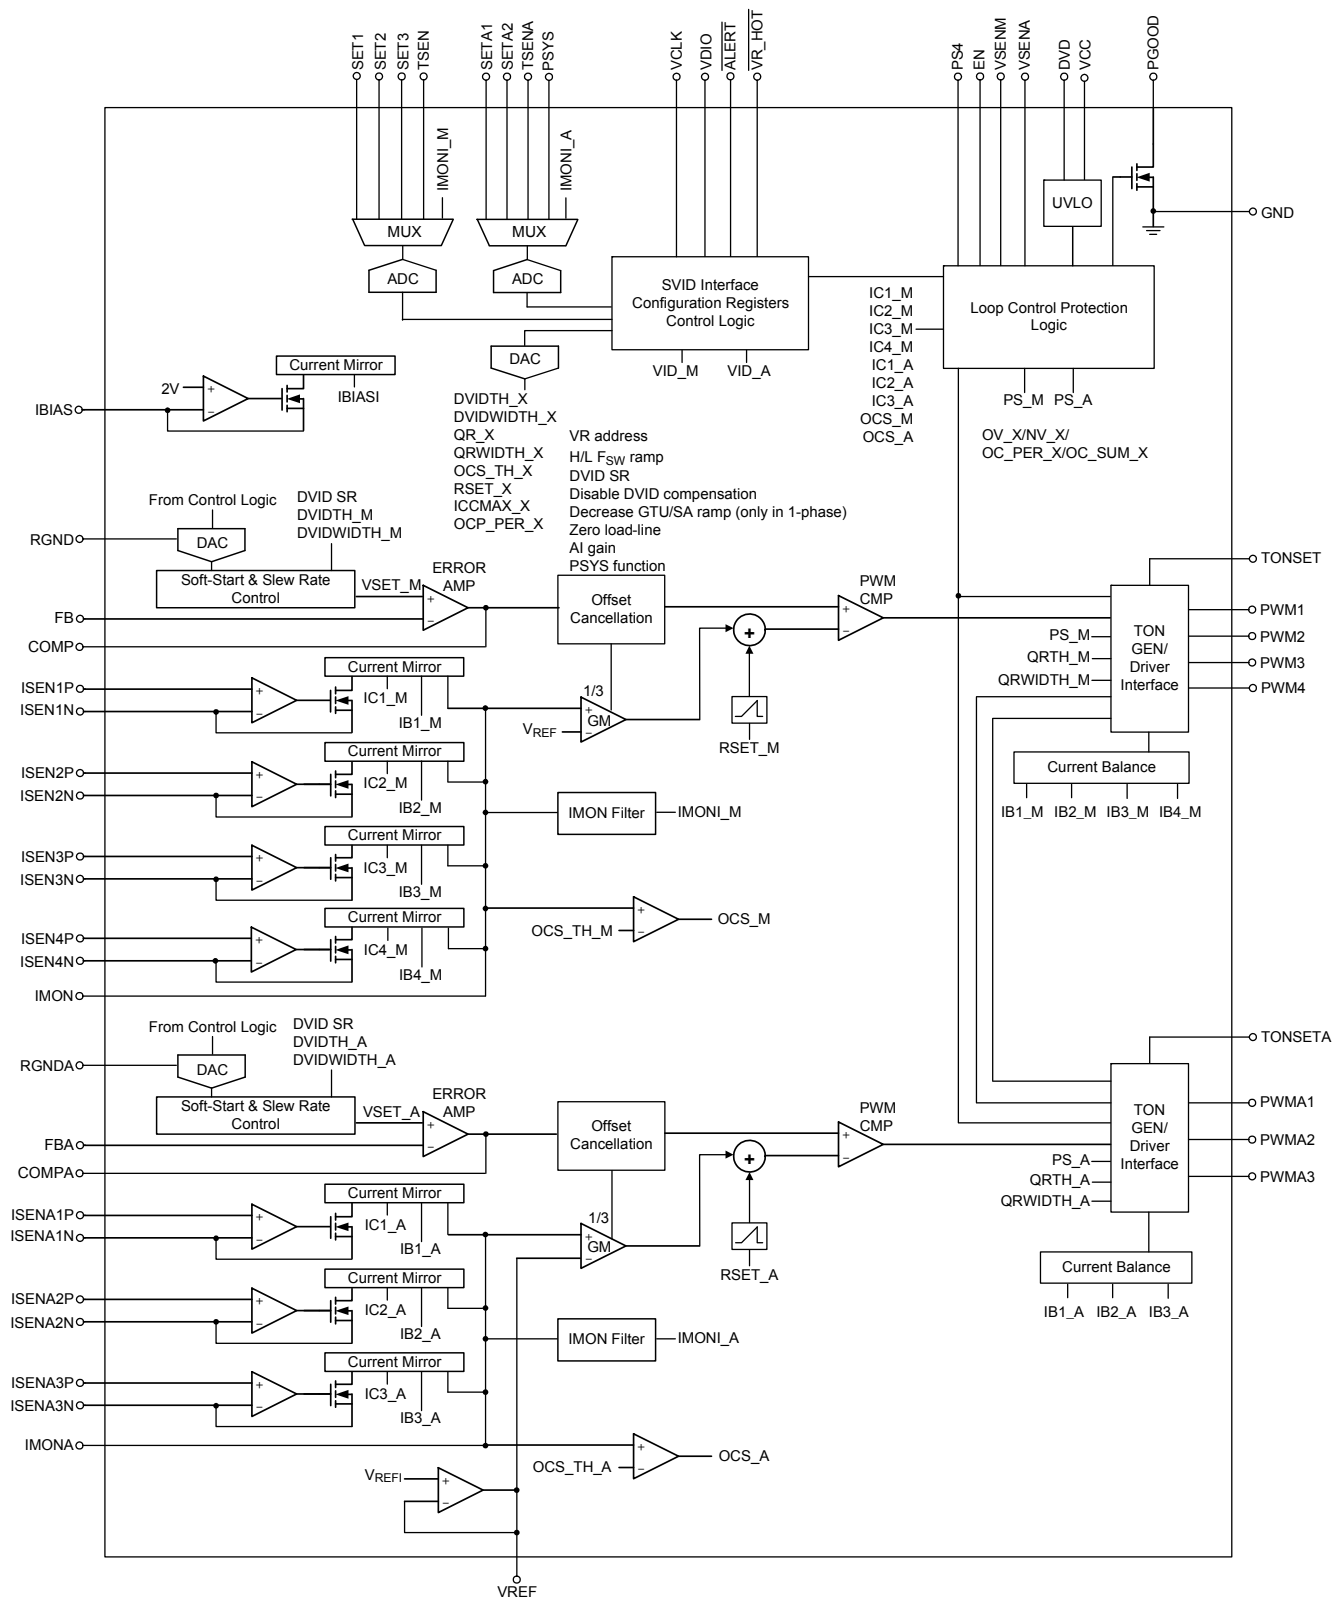 SET1
SET2
SET3
TSEN
SETA1
SETA2
TSENA
PSYS
VCLK
VDIO
ALERT
VR_HOT
PS4
EN
VSENM
VSENA
DVD
VCC
PGOOD
IMONI_M
IMONI_A
MUX
MUX
ADC
ADC
UVLO
GND
SVID Interface
Configuration Registers
Control Logic
Loop Control Protection
Logic
IC1_M
IC2_M
IC3_M
IC4_M
IC1_A
IC2_A
IC3_A
OCS_M
OCS_A
DAC
VID_M
VID_A
PS_M
PS_A
OV_X/NV_X/
OC_PER_X/OC_SUM_X
Current Mirror
2V
+
−
IBIASI
IBIAS
DVIDTH_X
DVIDWIDTH_X
QR_X
QRWIDTH_X
OCS_TH_X
RSET_X
ICCMAX_X
OCP_PER_X
VR address
H/L FSW ramp
DVID SR
Disable DVID compensation
Decrease GTU/SA ramp (only in 1-phase)
Zero load-line
AI gain
PSYS function
From Control Logic
DVID SR
DVIDTH_M
DVIDWIDTH_M
RGND
DAC
Soft-Start & Slew Rate
Control
VSET_M
ERROR
AMP
+
−
FB
COMP
Offset
Cancellation
PWM
CMP
+
−
+
RSET_M
TONSET
TON
GEN/
Driver
Interface
PS_M
QRTH_M
QRWIDTH_M
PWM1
PWM2
PWM3
PWM4
Current Balance
IB1_M
IB2_M
IB3_M
IB4_M
ISEN1P
ISEN1N
+
−
Current Mirror
IC1_M
IB1_M
1/3
+
GM
−
VREF
ISEN2P
ISEN2N
+
−
Current Mirror
IC2_M
IB2_M
IMON Filter
IMONI_M
ISEN3P
ISEN3N
+
−
Current Mirror
IC3_M
IB3_M
ISEN4P
ISEN4N
+
−
Current Mirror
IC4_M
IB4_M
OCS_TH_M
+
−
OCS_M
IMON
From Control Logic
DVID SR
DVIDTH_A
DVIDWIDTH_A
RGNDA
DAC
Soft-Start & Slew Rate
Control
VSET_A
ERROR
AMP
+
−
FBA
COMPA
Offset
Cancellation
PWM
CMP
+
−
+
RSET_A
TONSETA
TON
GEN/
Driver
Interface
PS_A
QRTH_A
QRWIDTH_A
PWMA1
PWMA2
PWMA3
Current Balance
IB1_A
IB2_A
IB3_A
ISENA1P
ISENA1N
+
−
Current Mirror
IC1_A
IB1_A
1/3
+
GM
−
ISENA2P
ISENA2N
+
−
Current Mirror
IC2_A
IB2_A
IMON Filter
IMONI_A
ISENA3P
ISENA3N
+
−
Current Mirror
IC3_A
IB3_A
IMONA
OCS_TH_A
+
−
OCS_A
VREFI
+
−
VREF